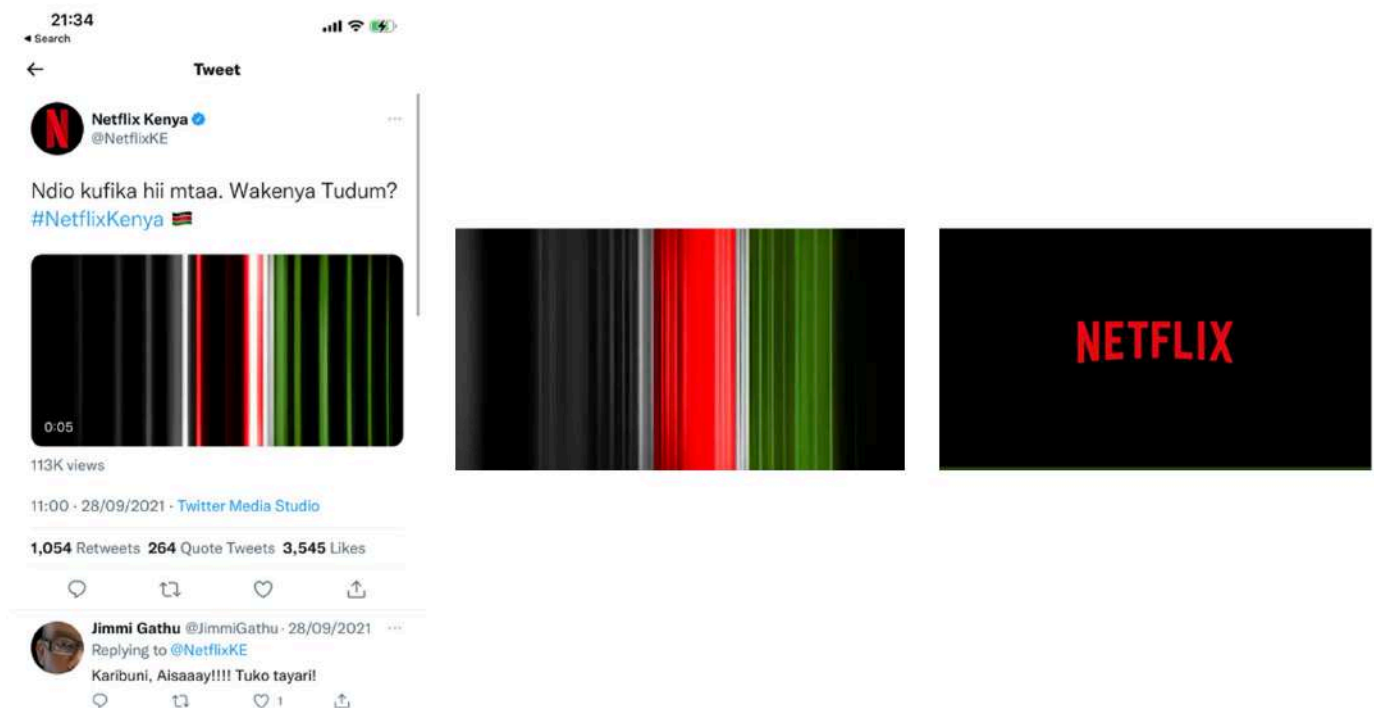 21:34
Search
Tweet
Netflix Kenya
@NetflixKE
Ndio kufika hii mtaa. Wakenya Tudum?
#NetflixKenya 🇰🇪
0:05
113K views
11:00 · 28/09/2021 · Twitter Media Studio
1,054 Retweets 264 Quote Tweets 3,545 Likes
Jimmi Gathu @JimmiGathu · 28/09/2021
Replying to @NetflixKE
Karibuni, Aisaaay!!!! Tuko tayari!
1
NETFLIX